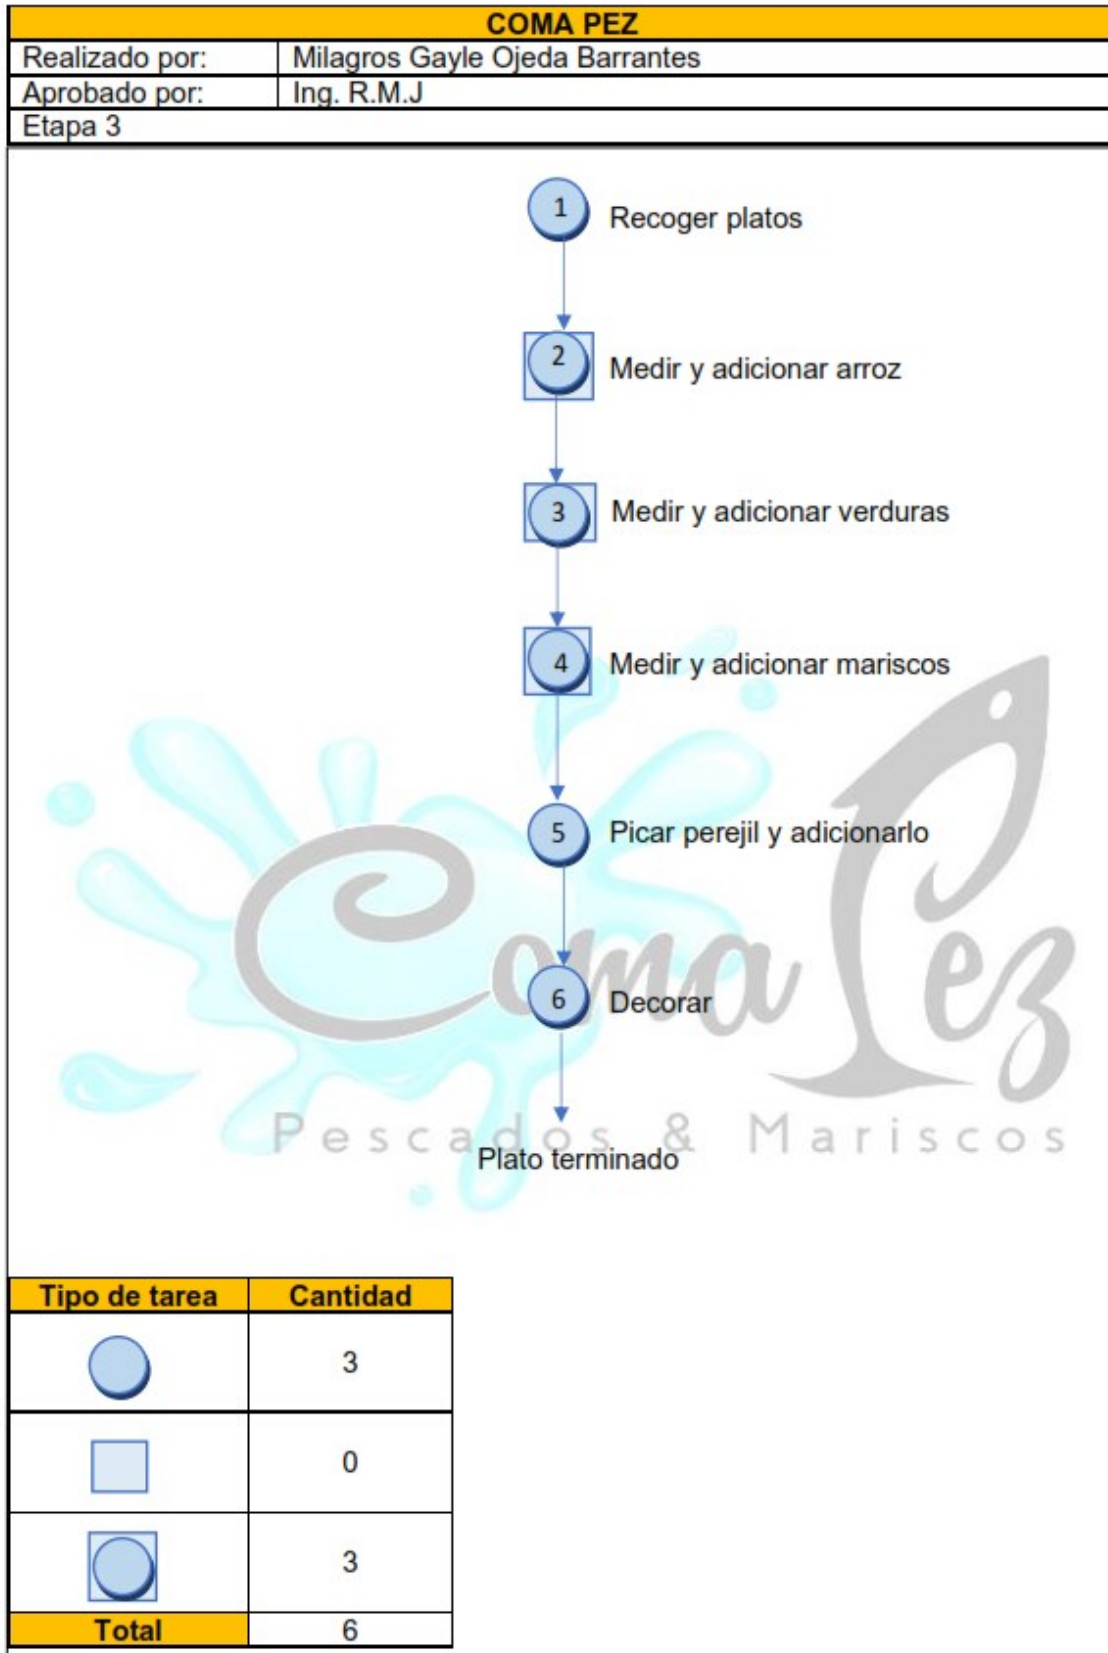 COMA PEZ
Realizado por: Milagros Gayle Ojeda Barrantes
Aprobado por: Ing. R.M.J
Etapa 3
1 Recoger platos
2 Medir y adicionar arroz
3 Medir y adicionar verduras
4 Medir y adicionar mariscos
5 Picar perejil y adicionarlo
Coma Pez
6 Decorar
Pescados & Mariscos
Plato terminado
Tipo de tarea Cantidad
3
0
3
Total 6